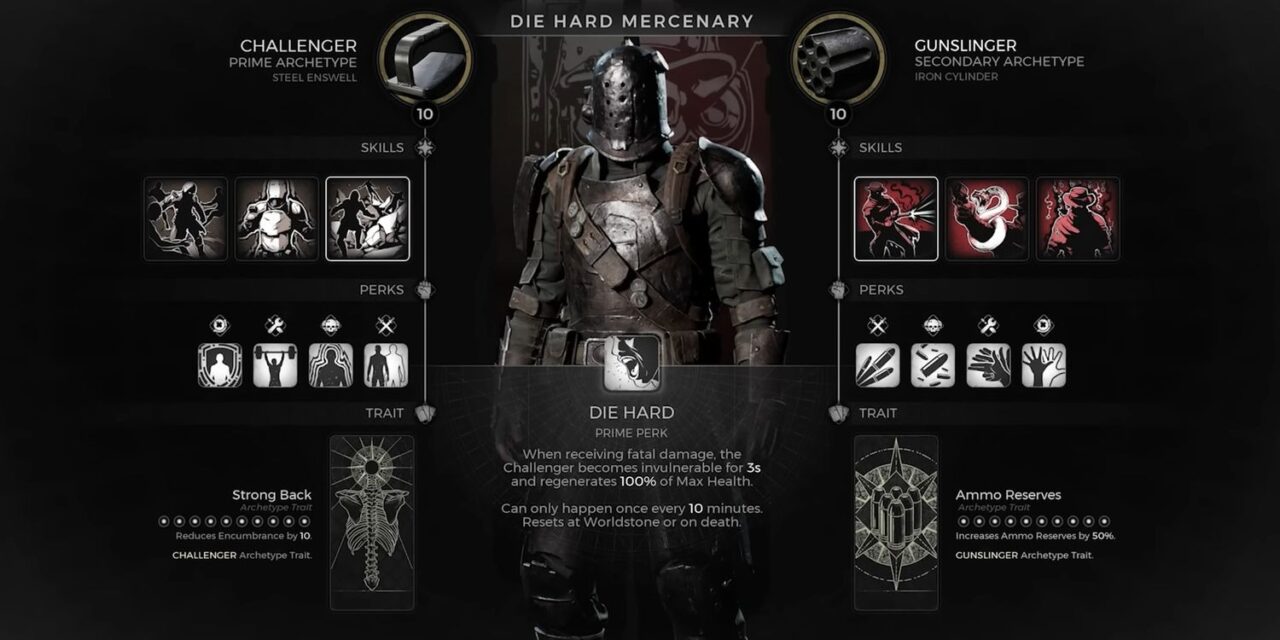 DIE HARD MERCENARY
CHALLENGER
PRIME ARCHETYPE
STEEL ENSWELL
10
SKILLS
PERKS
TRAIT
Strong Back
Archetype Trait
Reduces Encumbrance by 10.
CHALLENGER Archetype Trait.
DIE HARD
PRIME PERK
When receiving fatal damage, the
Challenger becomes invulnerable for 3s
and regenerates 100% of Max Health.
Can only happen once every 10 minutes.
Resets at Worldstone or on death.
GUNSLINGER
SECONDARY ARCHETYPE
IRON CYLINDER
10
SKILLS
PERKS
TRAIT
Ammo Reserves
Archetype Trait
Increases Ammo Reserves by 50%.
GUNSLINGER Archetype Trait.